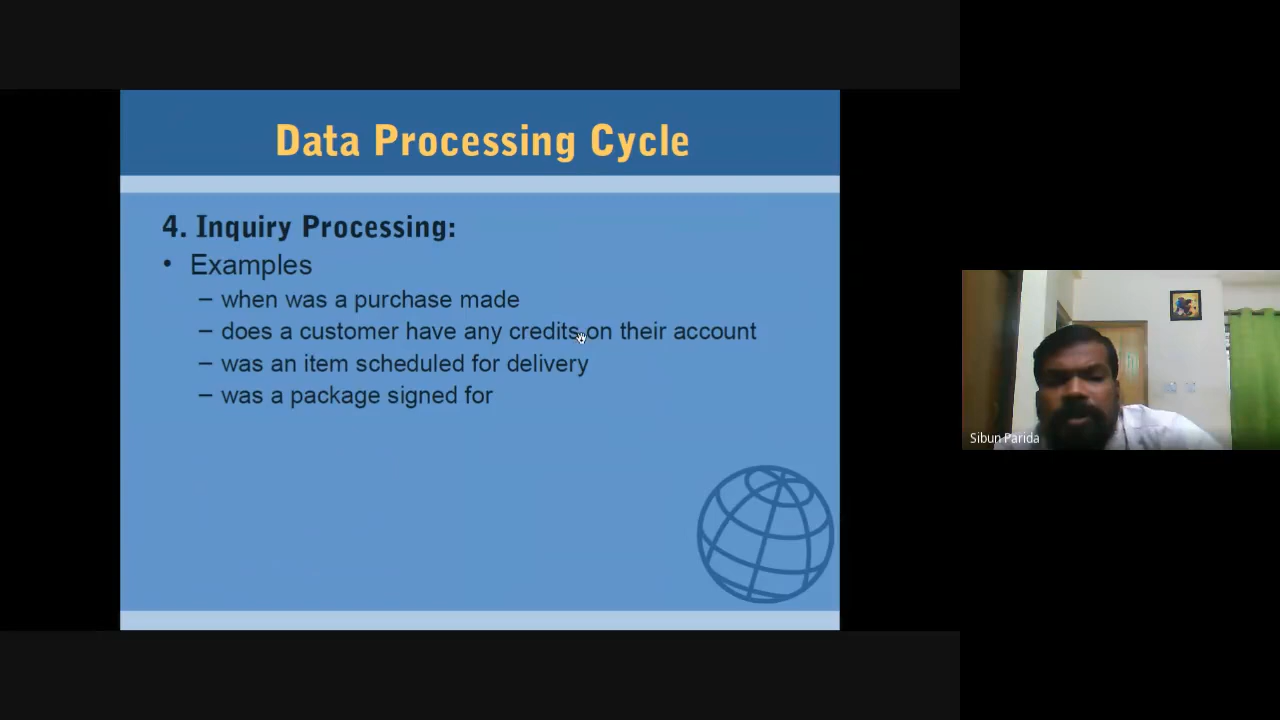 Data Processing Cycle
4. Inquiry Processing:
• Examples
– when was a purchase made
– does a customer have any credits on their account
– was an item scheduled for delivery
– was a package signed for
Sibun Parida